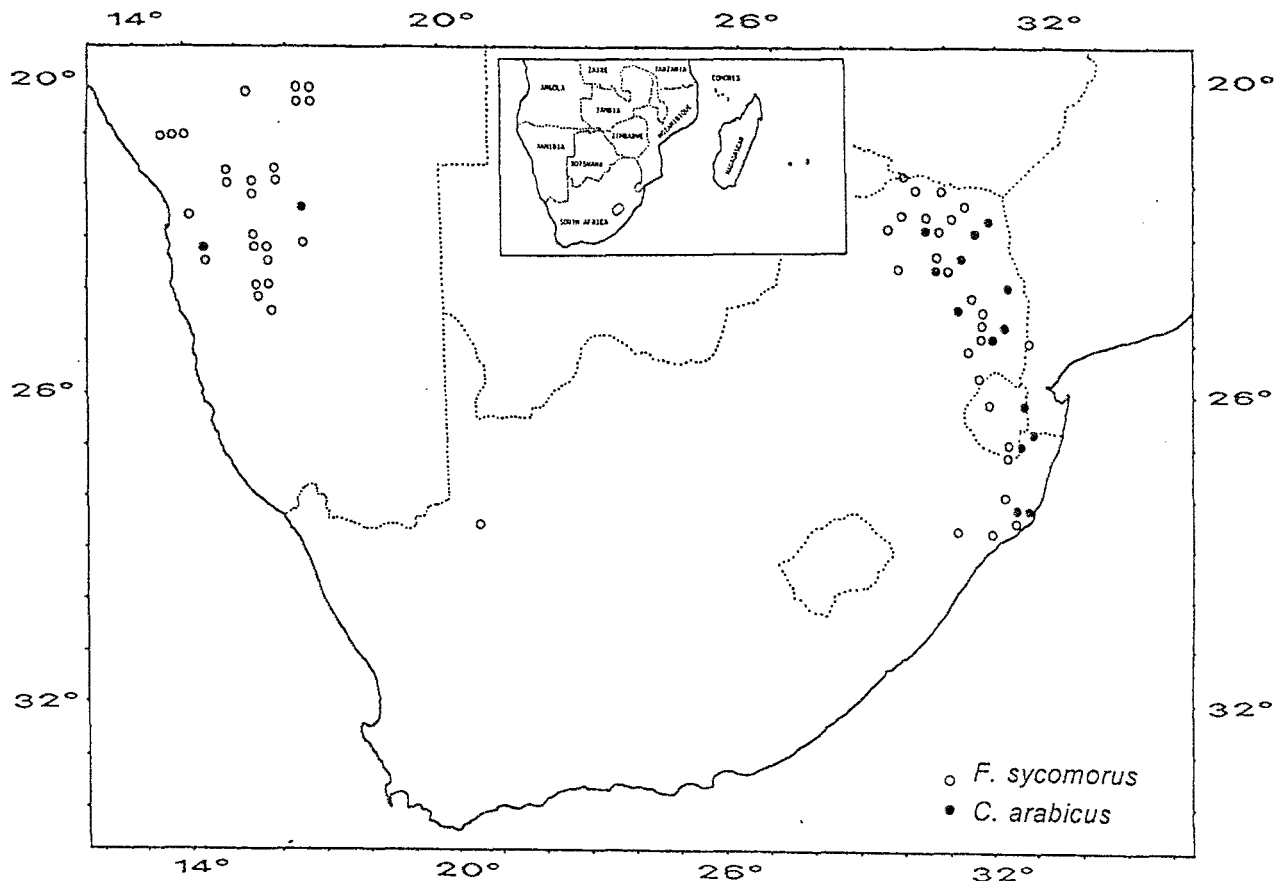 14° 20° 26° 32°
20° 20°
ZAIRE TANZANIA COMORES
ANGOLA
ZAMBIA
MOZAMBIQUE
ZIMBABWE
MADAGASCAR
NAMIBIA
BOTSWANA
SOUTH AFRICA
26° 26°
32° 32°
F. sycomorus
C. arabicus
14° 20° 26° 32°